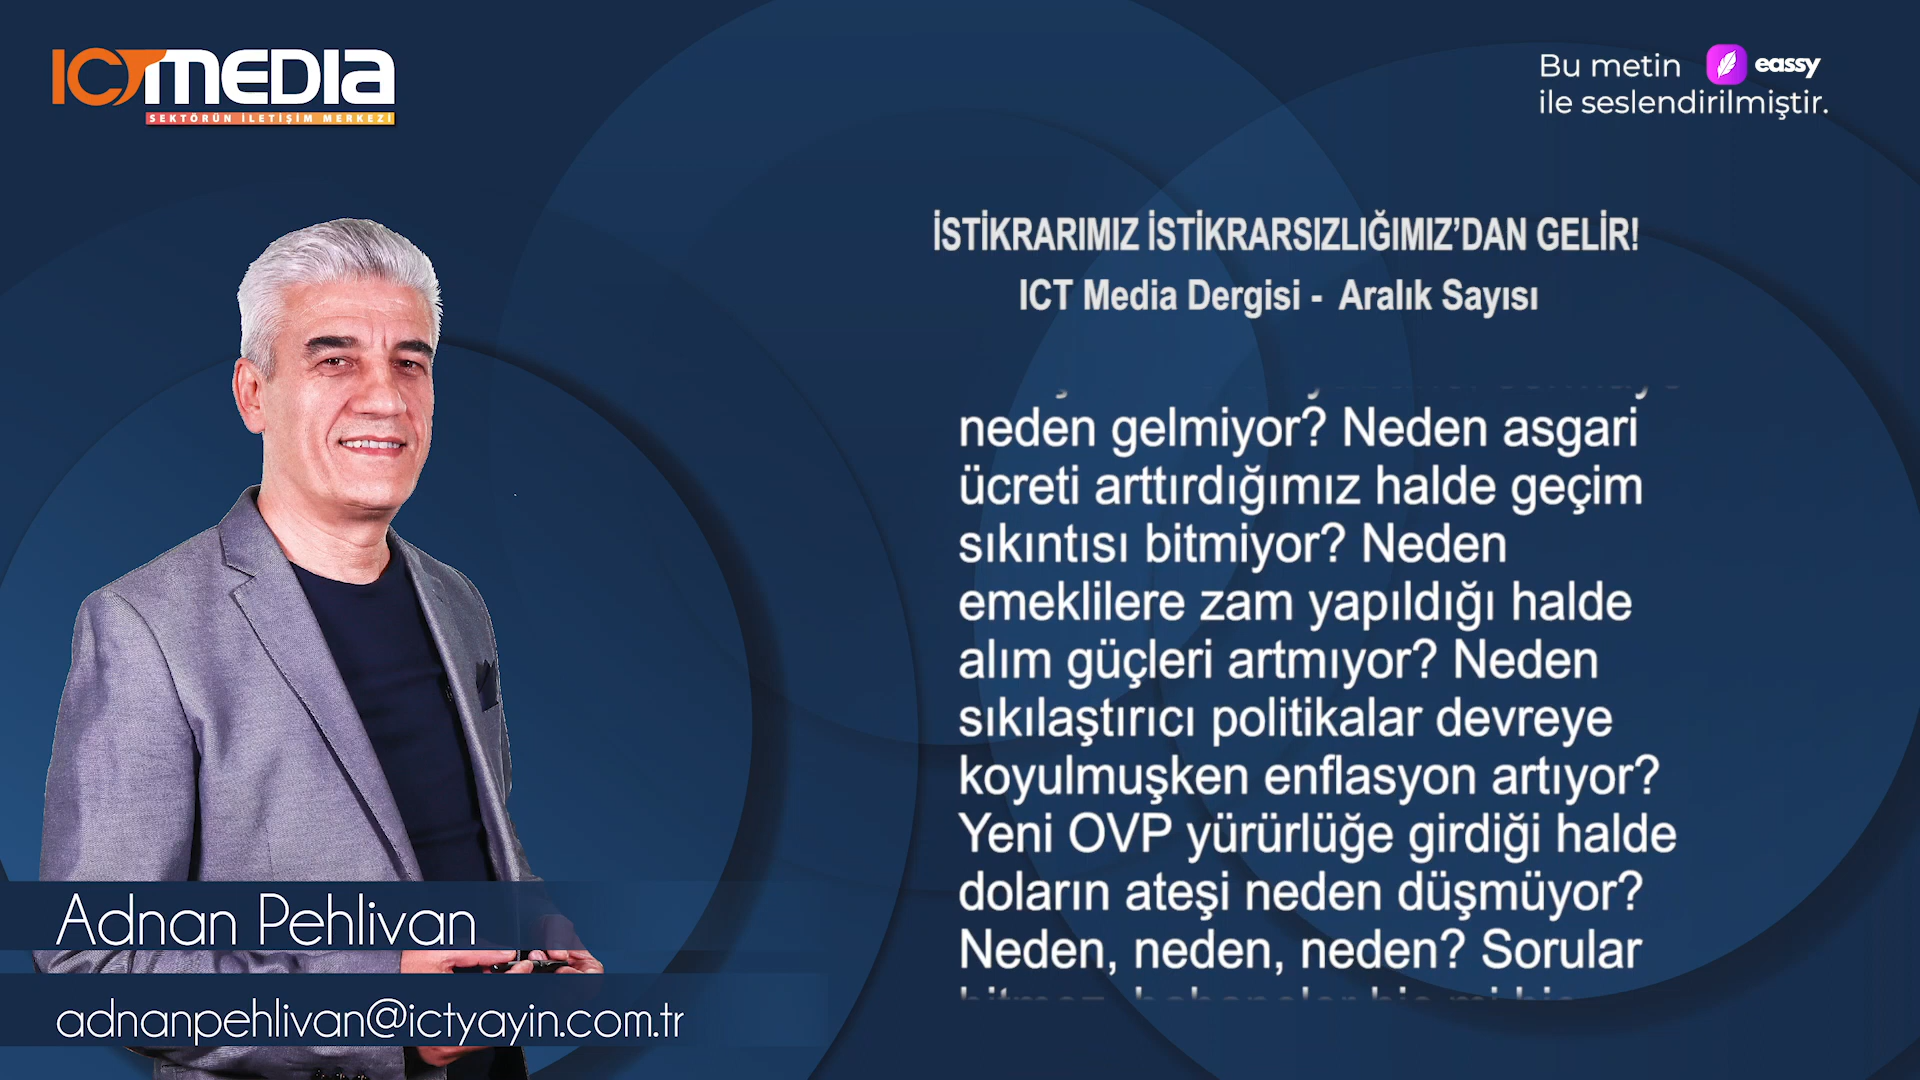 ICT MEDIA
SEKTÖRÜN İLETİŞİM MERKEZİ
Bu metin eassy
ile seslendirilmiştir.
İSTİKRARIMIZ İSTİKRARSIZLIĞIMIZ’DAN GELİR!
ICT Media Dergisi - Aralık Sayısı
neden gelmiyor? Neden asgari
ücreti arttırdığımız halde geçim
sıkıntısı bitmiyor? Neden
emeklilere zam yapıldığı halde
alım güçleri artmıyor? Neden
sıkılaştırıcı politikalar devreye
koyulmuşken enflasyon artıyor?
Yeni OVP yürürlüğe girdiği halde
doların ateşi neden düşmüyor?
Neden, neden, neden? Sorular
Adnan Pehlivan
adnanpehlivan@ictyayin.com.tr